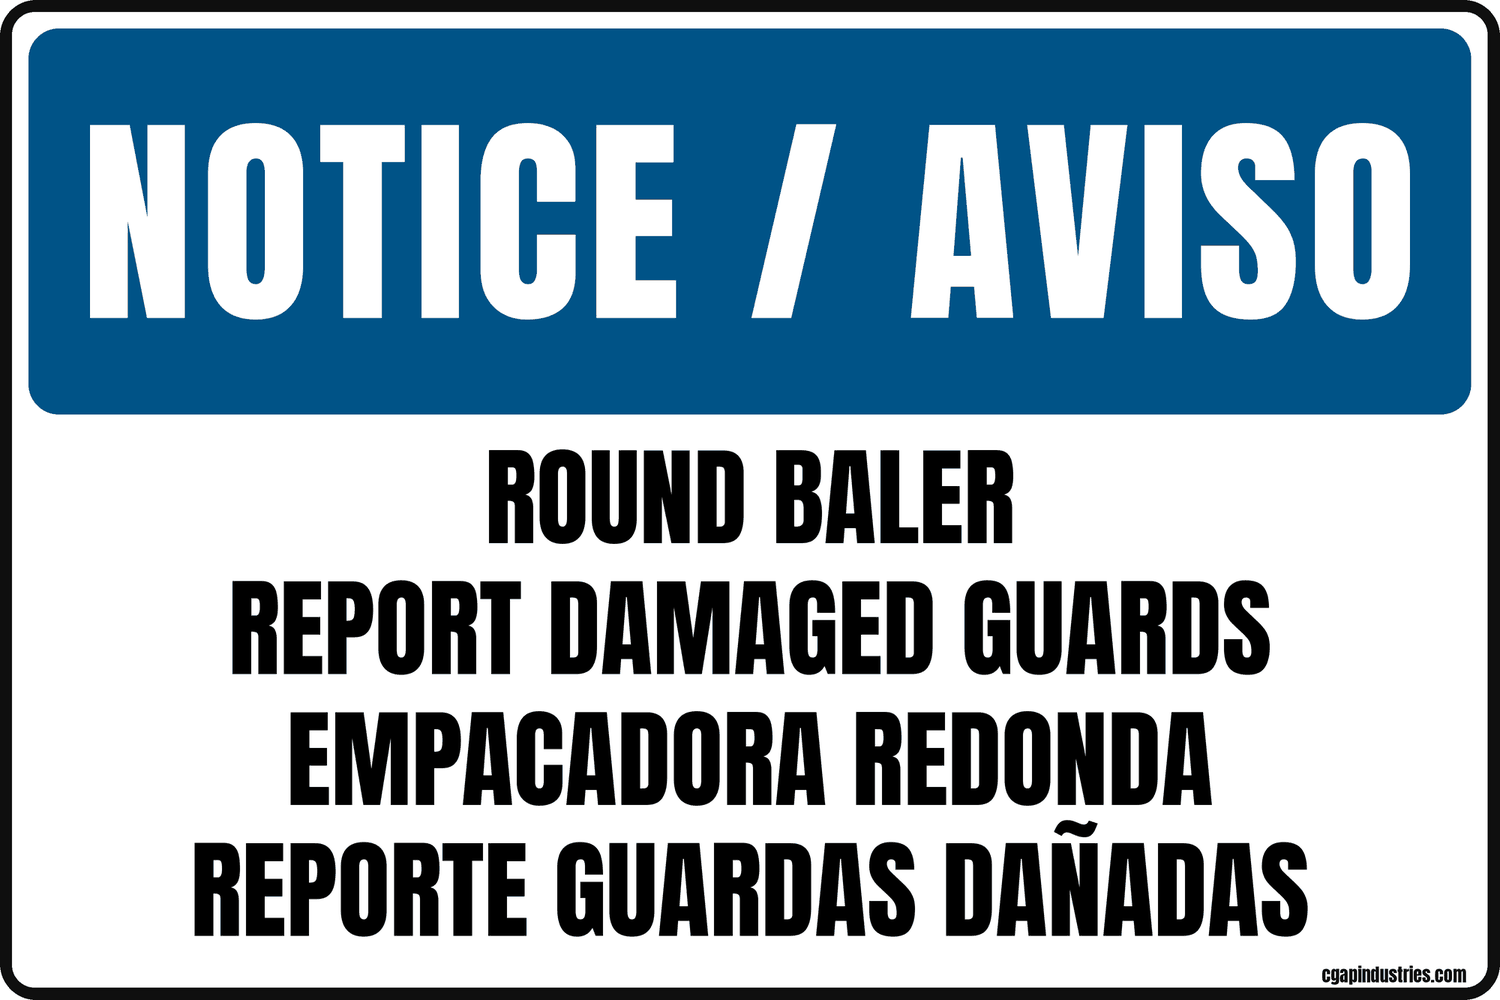 NOTICE / AVISO
ROUND BALER
REPORT DAMAGED GUARDS
EMPACADORA REDONDA
REPORTE GUARDAS DAÑADAS
cgapindustries.com